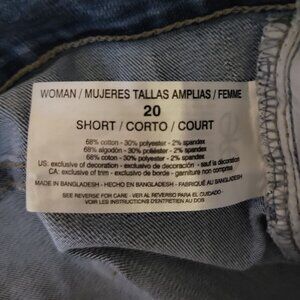 WOMAN / MUJERES TALLAS AMPLIAS / FEMME
20
SHORT / CORTO / COURT
68% cotton - 30% polyester - 2% spandex
68% algodón - 30% poliéster - 2% spandex
68% coton - 30% polyester - 2% spandex
US: exclusive of decoration - exclusivo de decoración - sauf la décoration
CA: exclusive of trim - exclusivo de borde - garniture non comprise
MADE IN BANGLADESH - HECHO EN BANGLADESH - FABRIQUÉ AU BANGLADESH
SEE REVERSE FOR CARE - VER AL REVERSO PARA EL CUIDADO
VOIR LES INSTRUCTIONS D'ENTRETIEN AU DOS